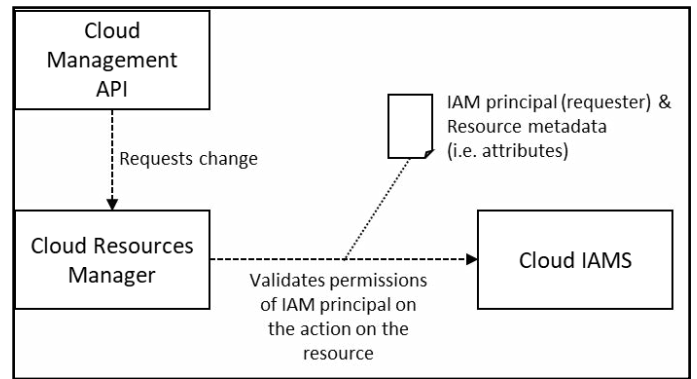 Cloud
Management
API
Requests change
IAM principal (requester) &
Resource metadata
(i.e. attributes)
Cloud Resources
Manager
Validates permissions
of IAM principal on
the action on the
resource
Cloud IAMS